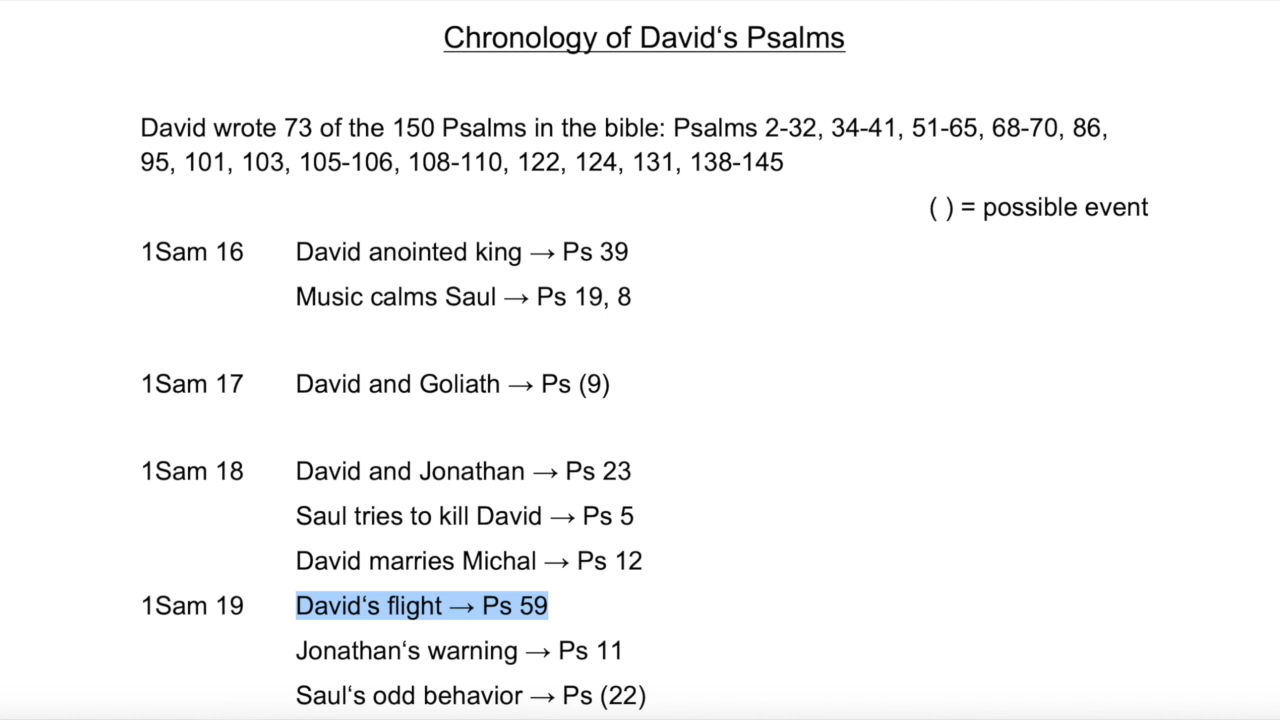 Chronology of David‘s Psalms
David wrote 73 of the 150 Psalms in the bible: Psalms 2-32, 34-41, 51-65, 68-70, 86,
95, 101, 103, 105-106, 108-110, 122, 124, 131, 138-145
( ) = possible event
1Sam 16 David anointed king → Ps 39
Music calms Saul → Ps 19, 8
1Sam 17 David and Goliath → Ps (9)
1Sam 18 David and Jonathan → Ps 23
Saul tries to kill David → Ps 5
David marries Michal → Ps 12
1Sam 19 David‘s flight → Ps 59
Jonathan‘s warning → Ps 11
Saul‘s odd behavior → Ps (22)